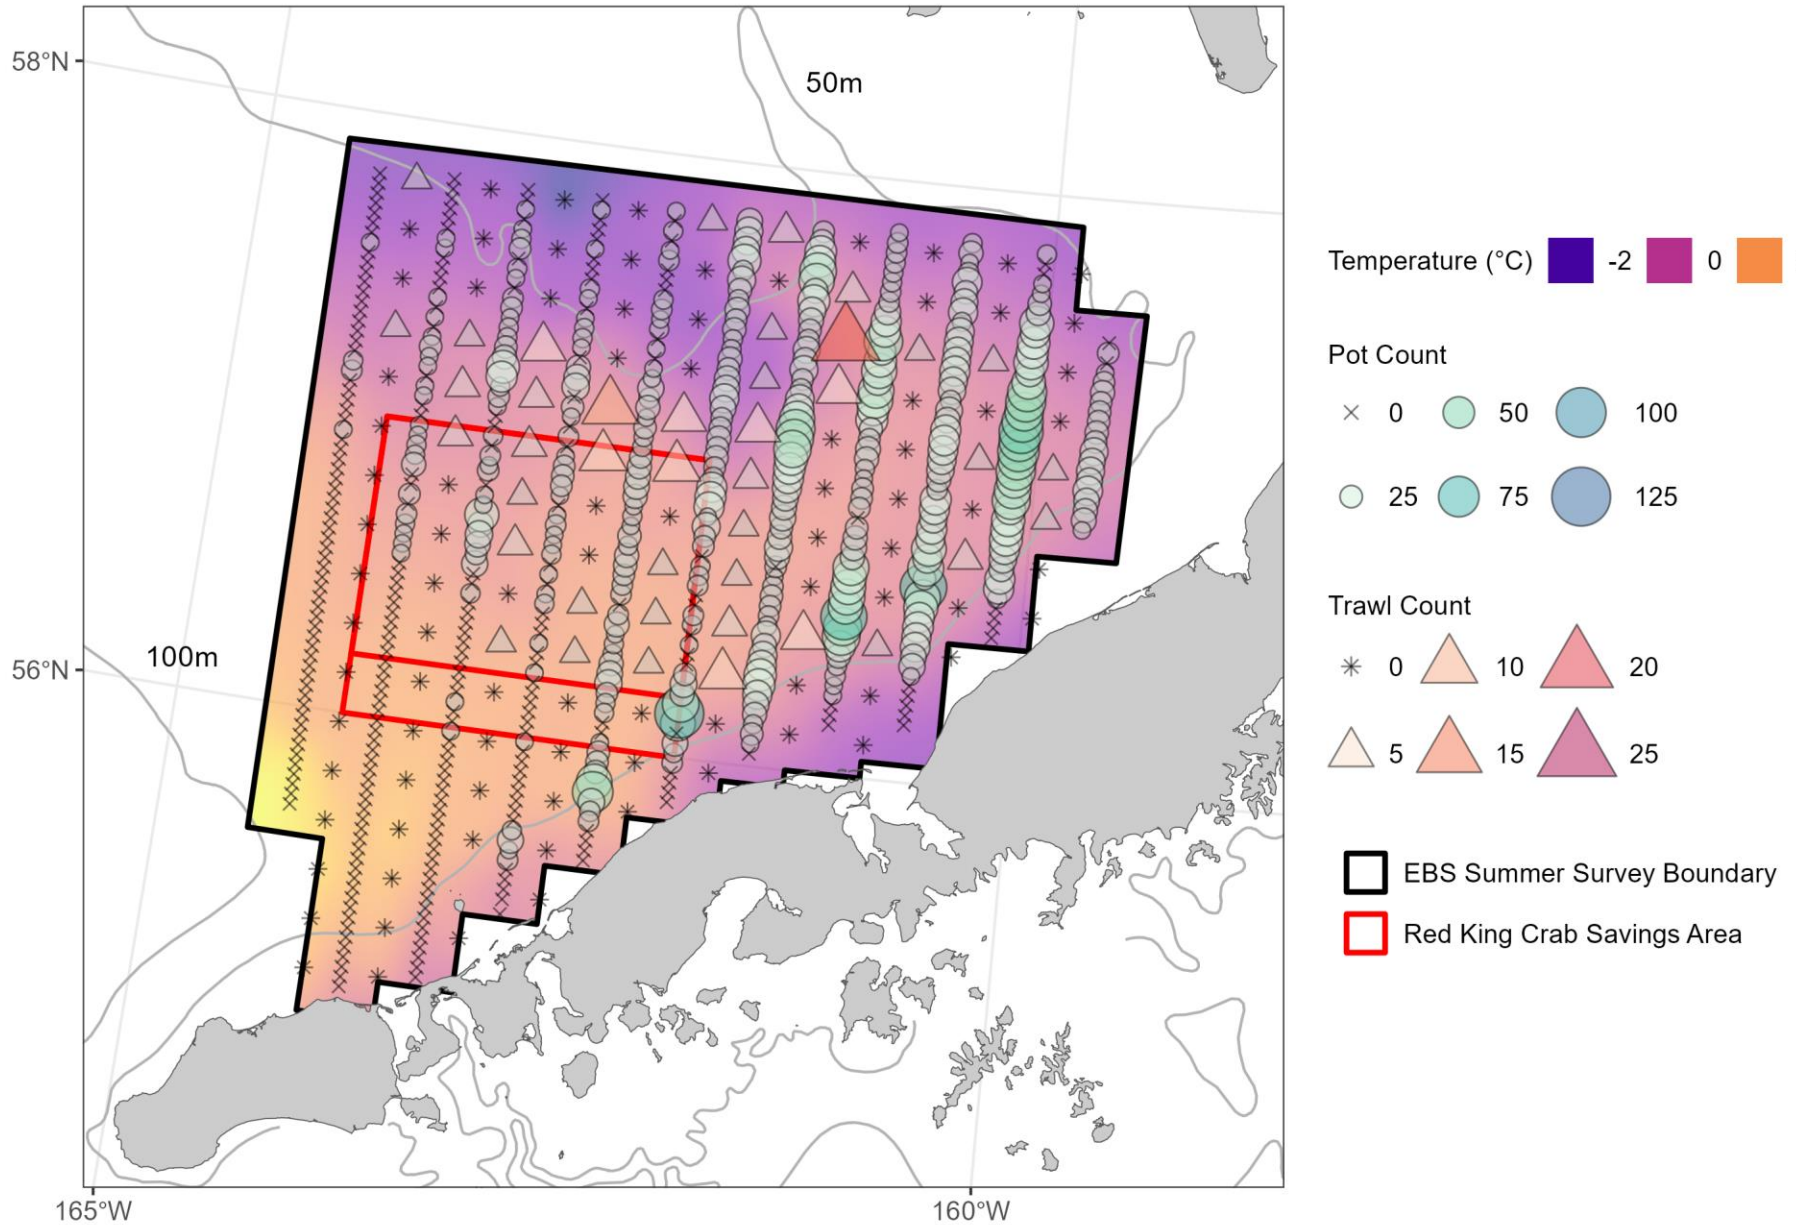 58°N
50m
56°N
100m
165°W
160°W
Temperature (°C) -2 0
Pot Count
0 50 100
25 75 125
Trawl Count
0 10 20
5 15 25
EBS Summer Survey Boundary
Red King Crab Savings Area